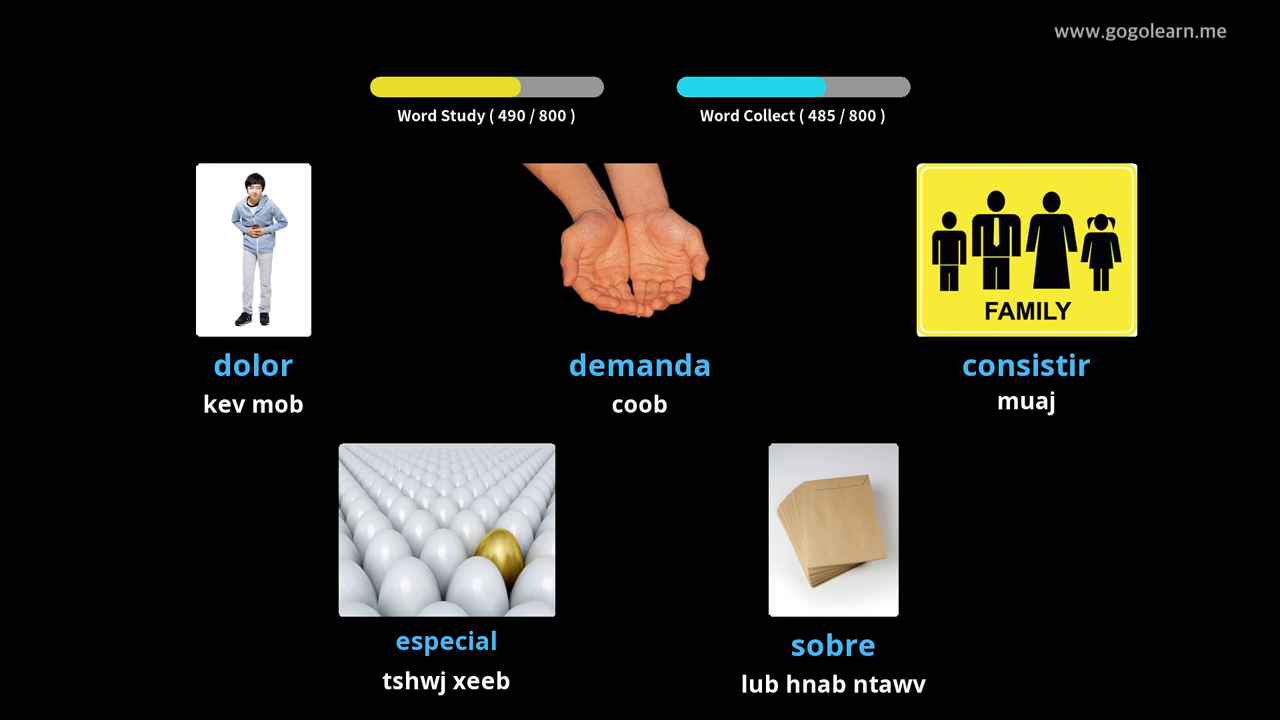 www.gogolearn.me
Word Study ( 490 / 800 )
Word Collect ( 485 / 800 )
FAMILY
dolor
demanda
consistir
kev mob
coob
muaj
especial
sobre
tshwj xeeb
lub hnab ntawv